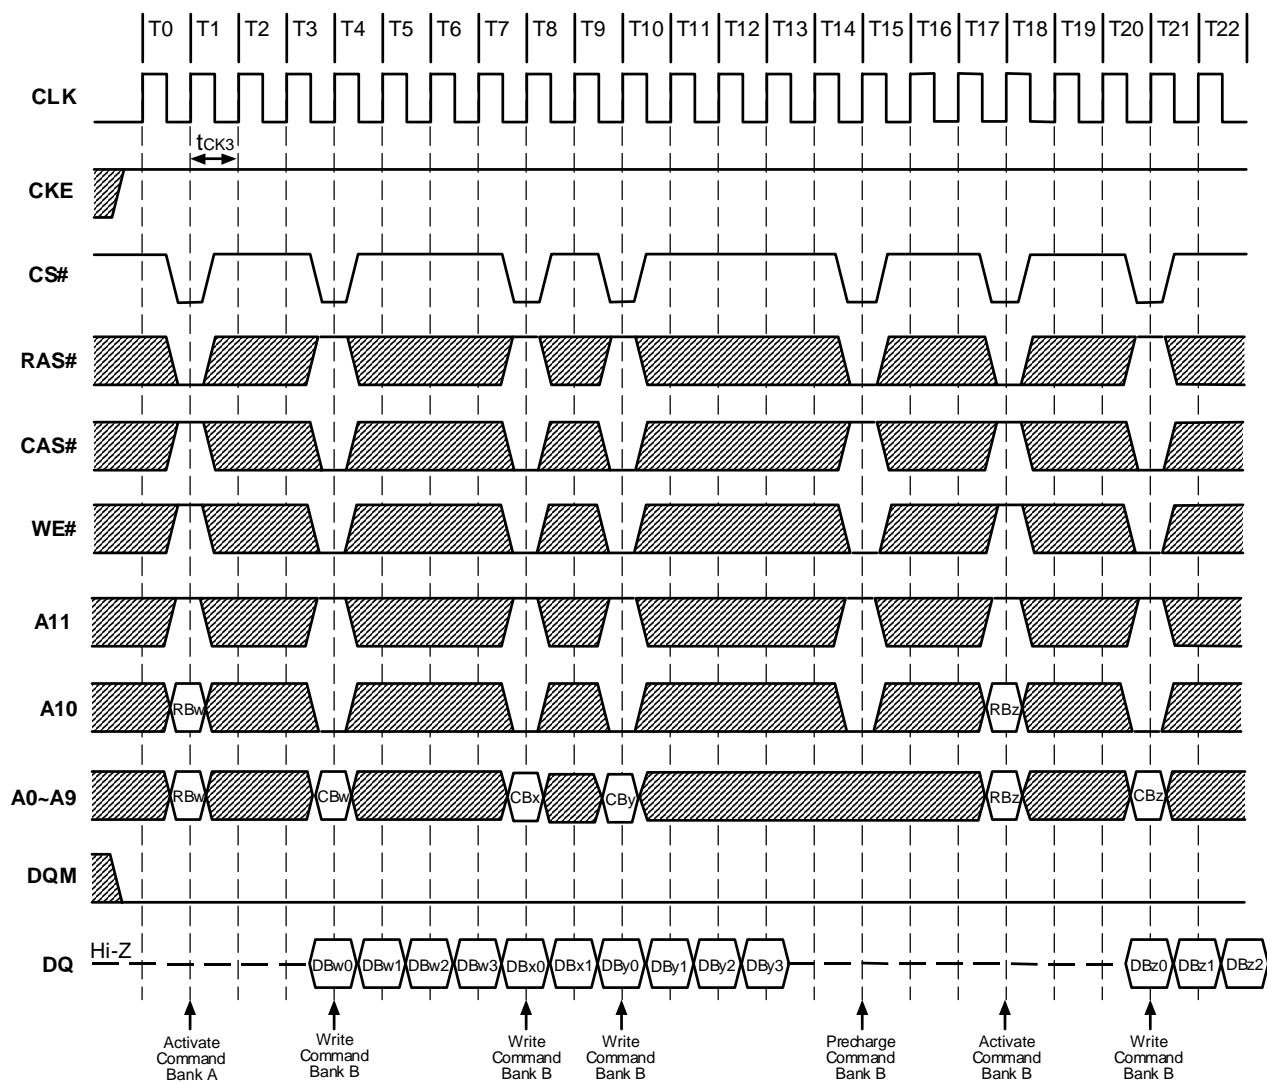 T0 T1 T2 T3 T4 T5 T6 T7 T8 T9 T10 T11 T12 T13 T14 T15 T16 T17 T18 T19 T20 T21 T22
CLK
tCK3
CKE
CS#
RAS#
CAS#
WE#
A11
A10 RBw RBz
A0~A9 RBw CBw CBx CBy RBz CBz
DQM
Hi-Z
DQ DBw0 DBw1 DBw2 DBw3 DBx0 DBx1 DBy0 DBy1 DBy2 DBy3 DBz0 DBz1 DBz2
Activate
Command
Bank A
Write
Command
Bank B
Write
Command
Bank B
Write
Command
Bank B
Precharge
Command
Bank B
Activate
Command
Bank B
Write
Command
Bank B